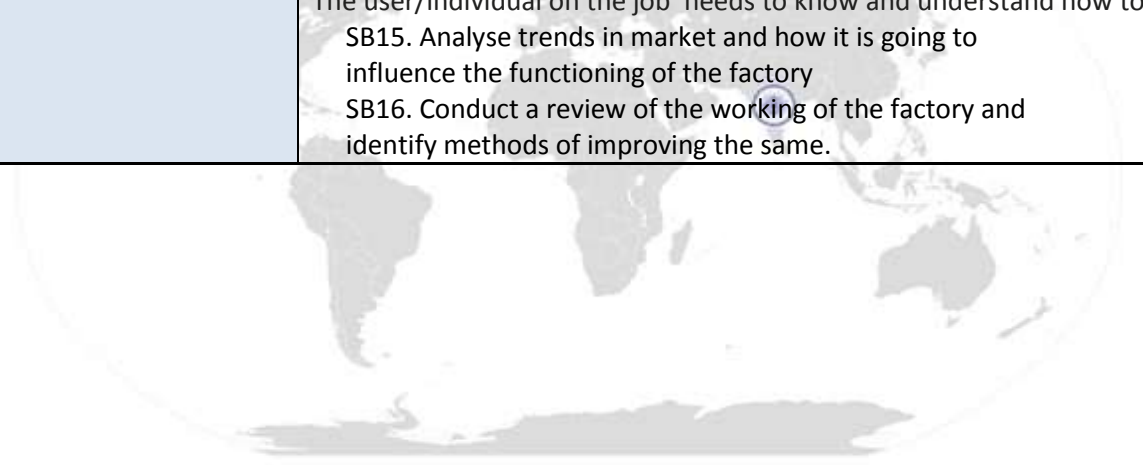 The user/individual on the job needs to know and understand how to
SB15. Analyse trends in market and how it is going to
influence the functioning of the factory
SB16. Conduct a review of the working of the factory and
identify methods of improving the same.